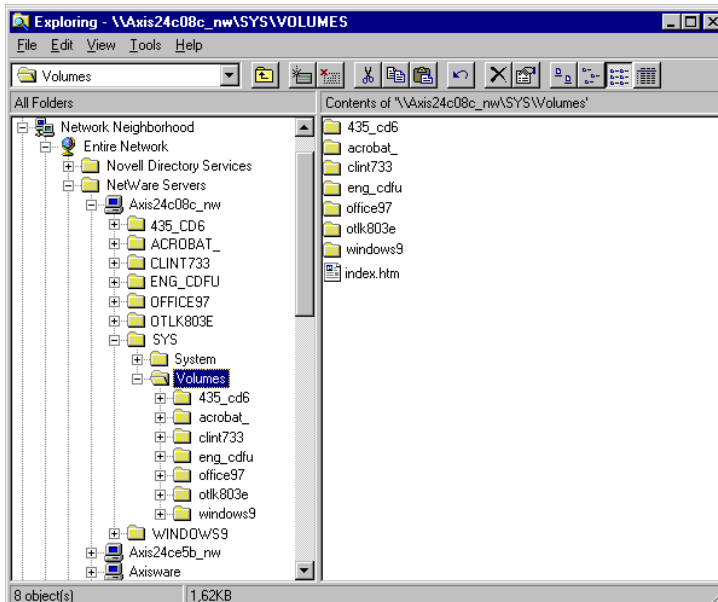 Exploring - \\Axis24c08c_nw\SYS\VOLUMES
File Edit View Tools Help
Volumes
All Folders
Contents of '\\Axis24c08c_nw\SYS\Volumes'
Network Neighborhood
Entire Network
Novell Directory Services
NetWare Servers
Axis24c08c_nw
435_CD6
ACROBAT_
CLINT733
ENG_CDFU
OFFICE97
OTLK803E
SYS
System
Volumes
435_cd6
acrobat_
clint733
eng_cdfu
office97
otlk803e
windows9
WINDOWS9
Axis24ce5b_nw
Axisware
435_cd6
acrobat_
clint733
eng_cdfu
office97
otlk803e
windows9
index.htm
8 object(s)
1,62KB